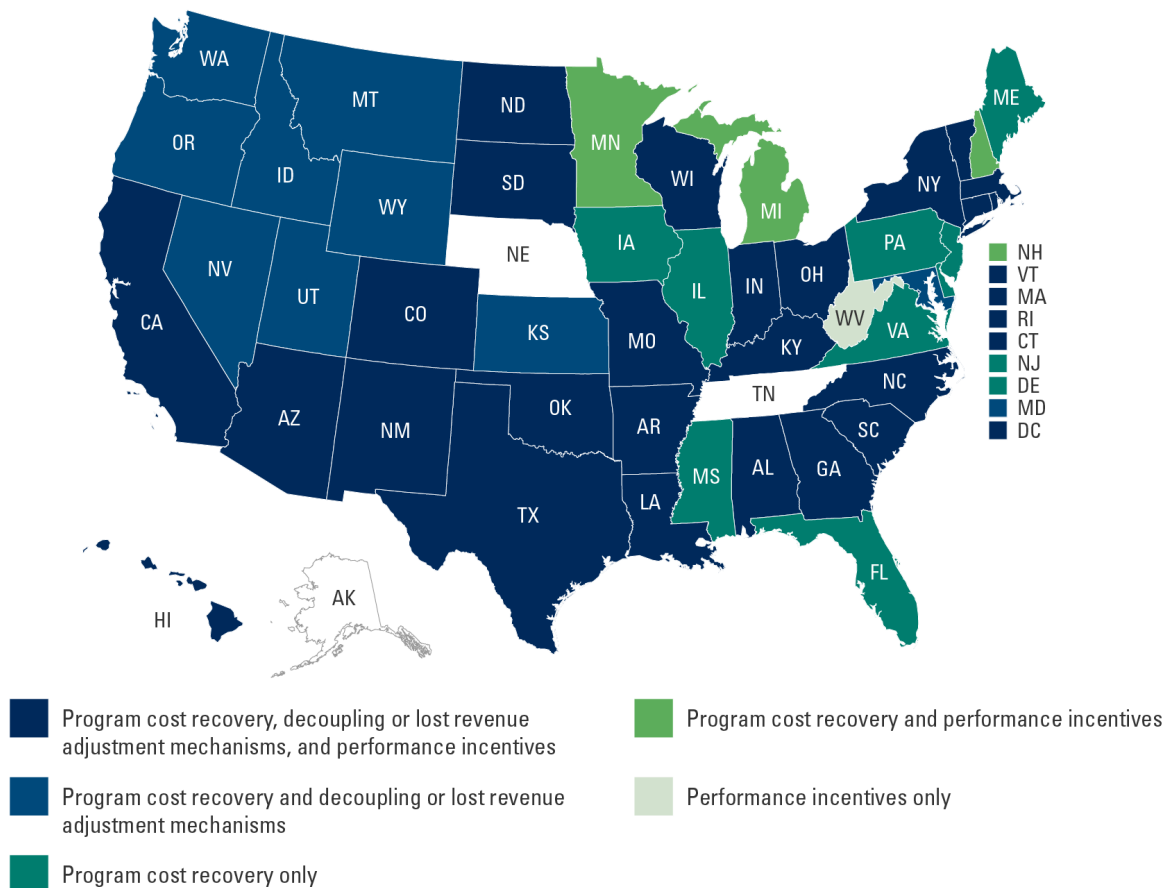 WA
MT
ND
MN
ME
OR
ID
SD
WI
NY
WY
MI
IA
PA
NE
NV
UT
CO
IL
IN
OH
NH
VT
MA
RI
CT
NJ
DE
MD
DC
CA
KS
MO
WV
VA
KY
NC
TN
AZ
NM
OK
AR
SC
MS
AL
GA
TX
LA
FL
HI
AK
Program cost recovery, decoupling or lost revenue
adjustment mechanisms, and performance incentives
Program cost recovery and decoupling or lost revenue
adjustment mechanisms
Program cost recovery only
Program cost recovery and performance incentives
Performance incentives only